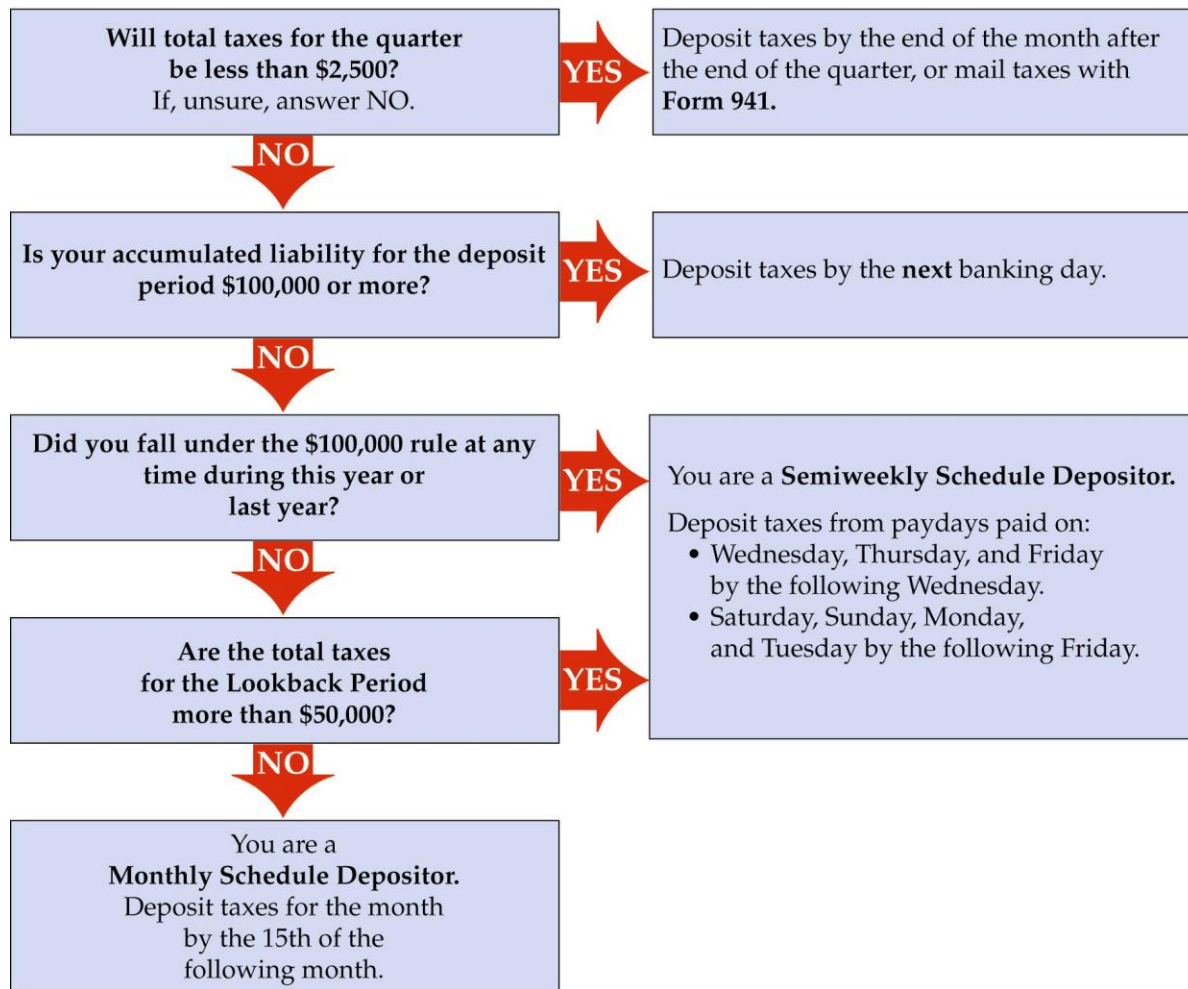 Will total taxes for the quarter
be less than $2,500?
If, unsure, answer NO.
YES
Deposit taxes by the end of the month after
the end of the quarter, or mail taxes with
Form 941.
NO
Is your accumulated liability for the deposit
period $100,000 or more?
YES
Deposit taxes by the next banking day.
NO
Did you fall under the $100,000 rule at any
time during this year or
last year?
YES
You are a Semiweekly Schedule Depositor.
Deposit taxes from paydays paid on:
• Wednesday, Thursday, and Friday
by the following Wednesday.
• Saturday, Sunday, Monday,
and Tuesday by the following Friday.
NO
Are the total taxes
for the Lookback Period
more than $50,000?
YES
NO
You are a
Monthly Schedule Depositor.
Deposit taxes for the month
by the 15th of the
following month.